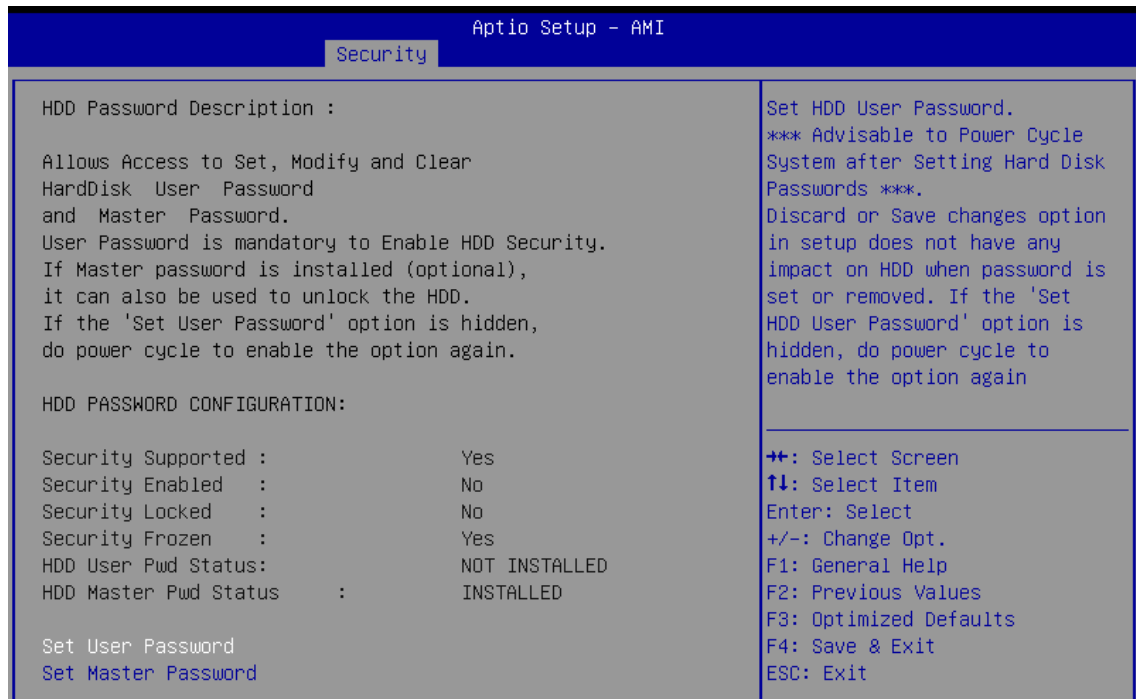 Aptio Setup - AMI
Security
HDD Password Description :
Allows Access to Set, Modify and Clear
HardDisk User Password
and Master Password.
User Password is mandatory to Enable HDD Security.
If Master password is installed (optional),
it can also be used to unlock the HDD.
If the 'Set User Password' option is hidden,
do power cycle to enable the option again.
HDD PASSWORD CONFIGURATION:
Security Supported : Yes
Security Enabled : No
Security Locked : No
Security Frozen : Yes
HDD User Pwd Status: NOT INSTALLED
HDD Master Pwd Status : INSTALLED
Set User Password
Set Master Password
Set HDD User Password.
*** Advisable to Power Cycle
System after Setting Hard Disk
Passwords ***.
Discard or Save changes option
in setup does not have any
impact on HDD when password is
set or removed. If the 'Set
HDD User Password' option is
hidden, do power cycle to
enable the option again
→←: Select Screen
↑↓: Select Item
Enter: Select
+/-: Change Opt.
F1: General Help
F2: Previous Values
F3: Optimized Defaults
F4: Save & Exit
ESC: Exit